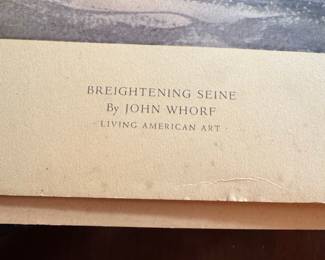 BREIGHTENING SEINE
By JOHN WHORF
· LIVING AMERICAN ART ·